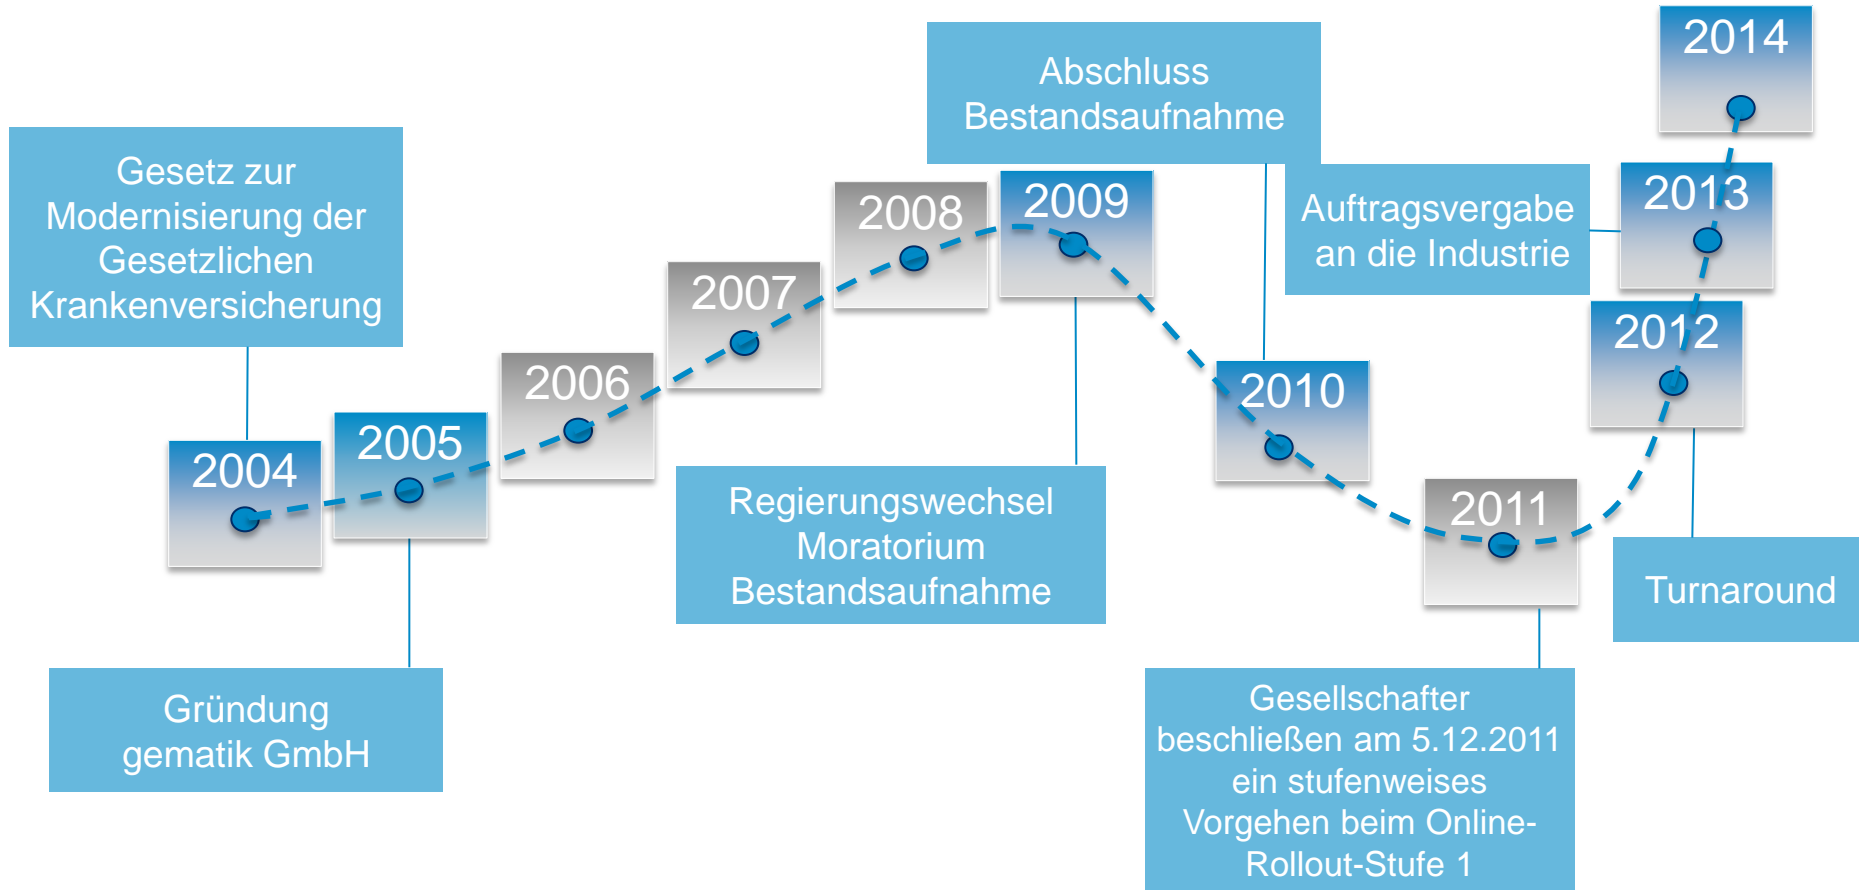 2014
Abschluss
Bestandsaufnahme
Gesetz zur
Modernisierung der
Gesetzlichen
Krankenversicherung
2013
Auftragsvergabe
an die Industrie
2009
2008
2007
2012
2006
2010
2005
2004
2011
Regierungswechsel
Moratorium
Bestandsaufnahme
Turnaround
Gründung
gematik GmbH
Gesellschafter
beschließen am 5.12.2011
ein stufenweises
Vorgehen beim Online-
Rollout-Stufe 1